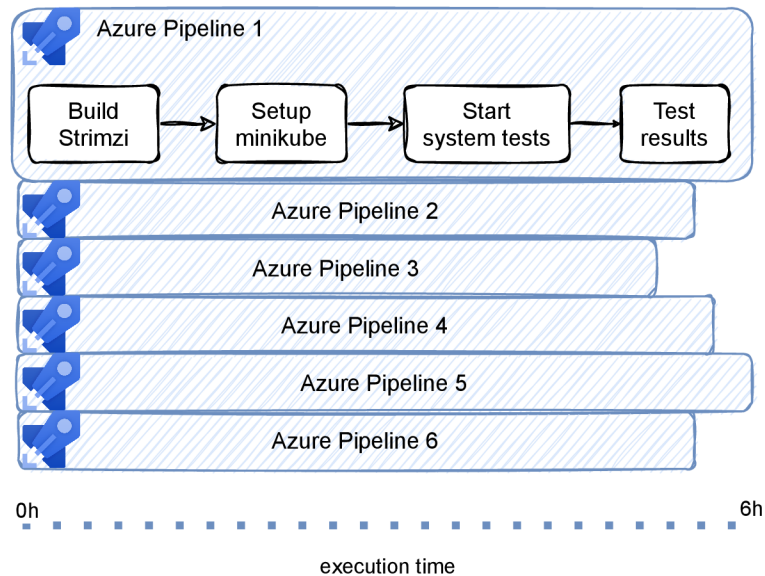 Azure Pipeline 1
Build
Strimzi
Setup
minikube
Start
system tests
Test
results
Azure Pipeline 2
Azure Pipeline 3
Azure Pipeline 4
Azure Pipeline 5
Azure Pipeline 6
0h
6h
execution time